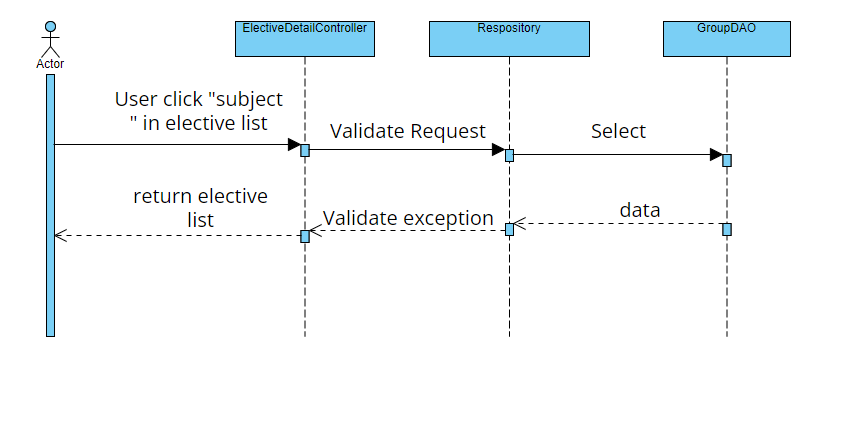 ElectiveDetailController
Respository
GroupDAO
Actor
User click "subject
" in elective list
Validate Request
Select
return elective
list
Validate exception
data